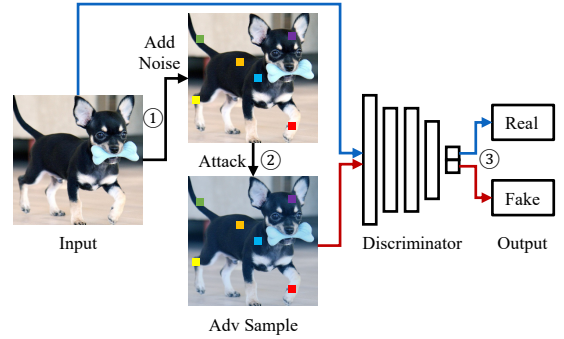 Add
Noise
①
Attack
②
Input
Adv Sample
Discriminator
③
Real
Fake
Output